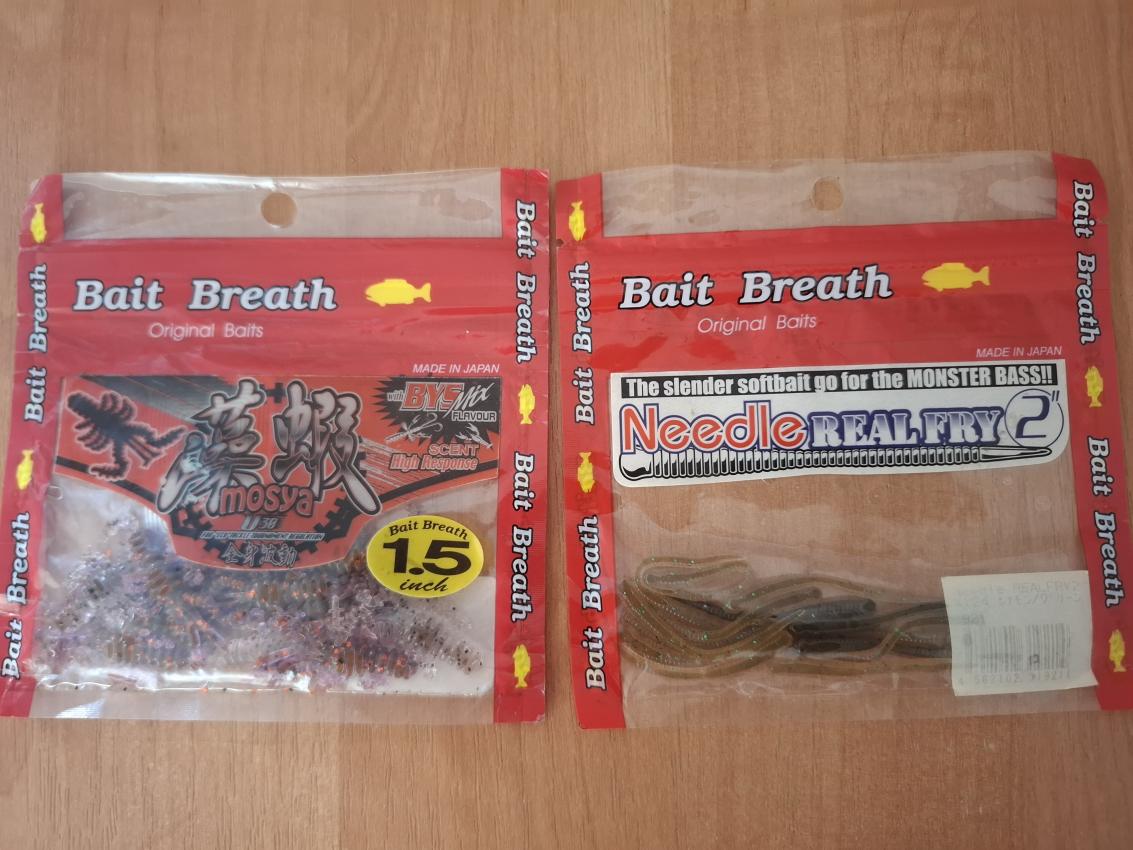 Bait Breath
Original Baits
MADE IN JAPAN
藻蝦
mosya
with BYS Mix
FLAVOUR
SCENT
High Response
Bait Breath
1.5
inch
Bait Breath
Bait Breath
Bait Breath
Bait Breath
Bait Breath
Original Baits
MADE IN JAPAN
The slender softbait go for the MONSTER BASS!!
Needle REAL FRY 2"
Bait Breath
Bait Breath
Bait Breath
Bait Breath